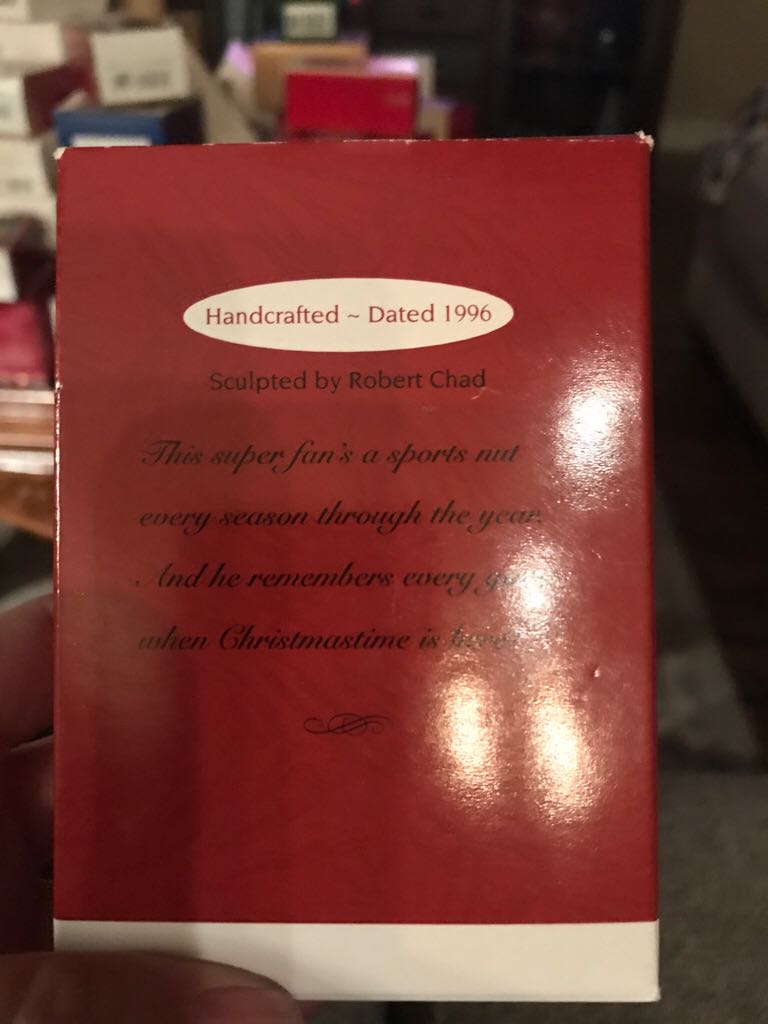 Handcrafted ~ Dated 1996
Sculpted by Robert Chad
This super fan's a sports nut
every season through the year.
And he remembers every
when Christmastime is